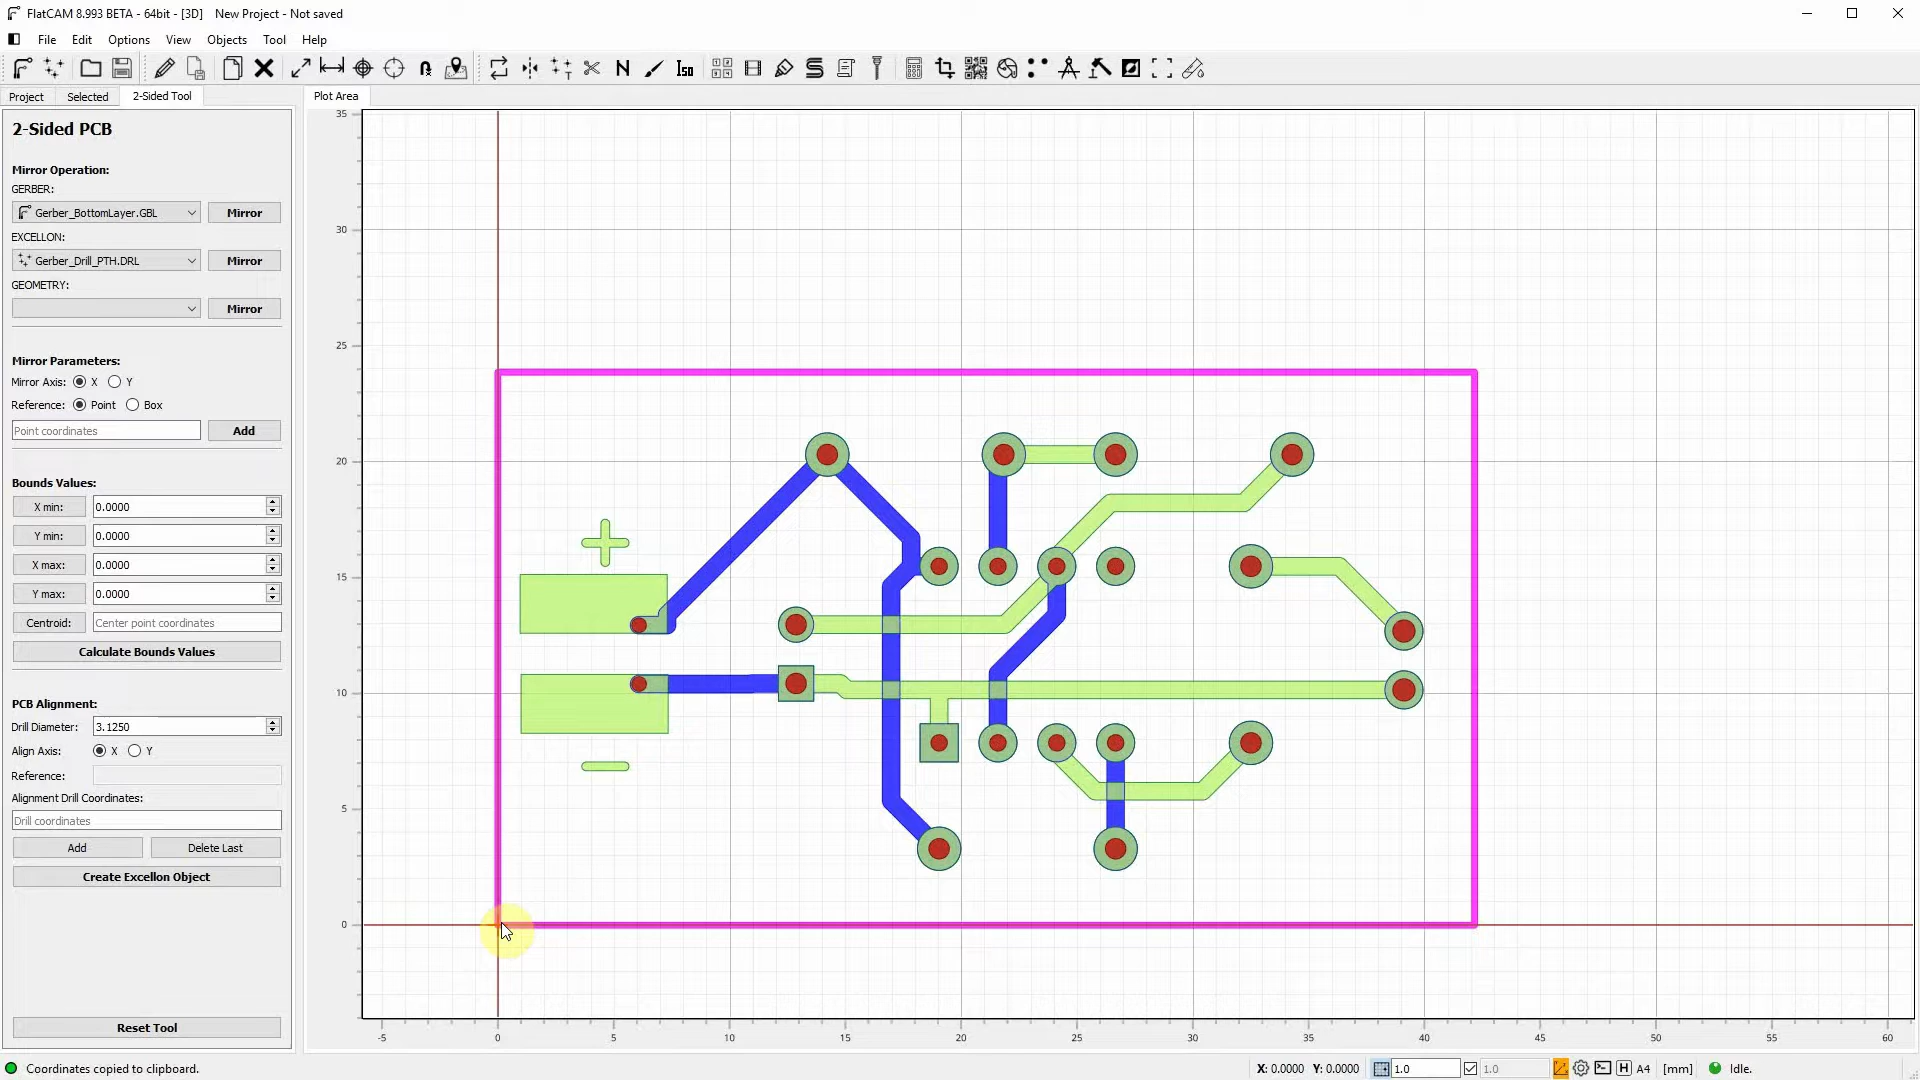 FlatCAM 8.993 BETA - 64bit - [3D]    New Project - Not saved
File Edit Options View Objects Tool Help
Iso
Project Selected 2-Sided Tool Plot Area
2-Sided PCB
Mirror Operation:
GERBER:
Gerber_BottomLayer.GBL Mirror
EXCELLON:
Gerber_Drill_PTH.DRL Mirror
GEOMETRY:
Mirror
Mirror Parameters:
Mirror Axis: X Y
Reference: Point Box
Point coordinates Add
Bounds Values:
X min: 0.0000
Y min: 0.0000
X max: 0.0000
Y max: 0.0000
Centroid: Center point coordinates
Calculate Bounds Values
PCB Alignment:
Drill Diameter: 3.1250
Align Axis: X Y
Reference:
Alignment Drill Coordinates:
Drill coordinates
Add Delete Last
Create Excellon Object
Reset Tool
35
30
25
20
15
10
5
0
-5 0 5 10 15 20 25 30 35 40 45 50 55 60
Coordinates copied to clipboard. X: 0.0000 Y: 0.0000 1.0 1.0 H A4 [mm] Idle.